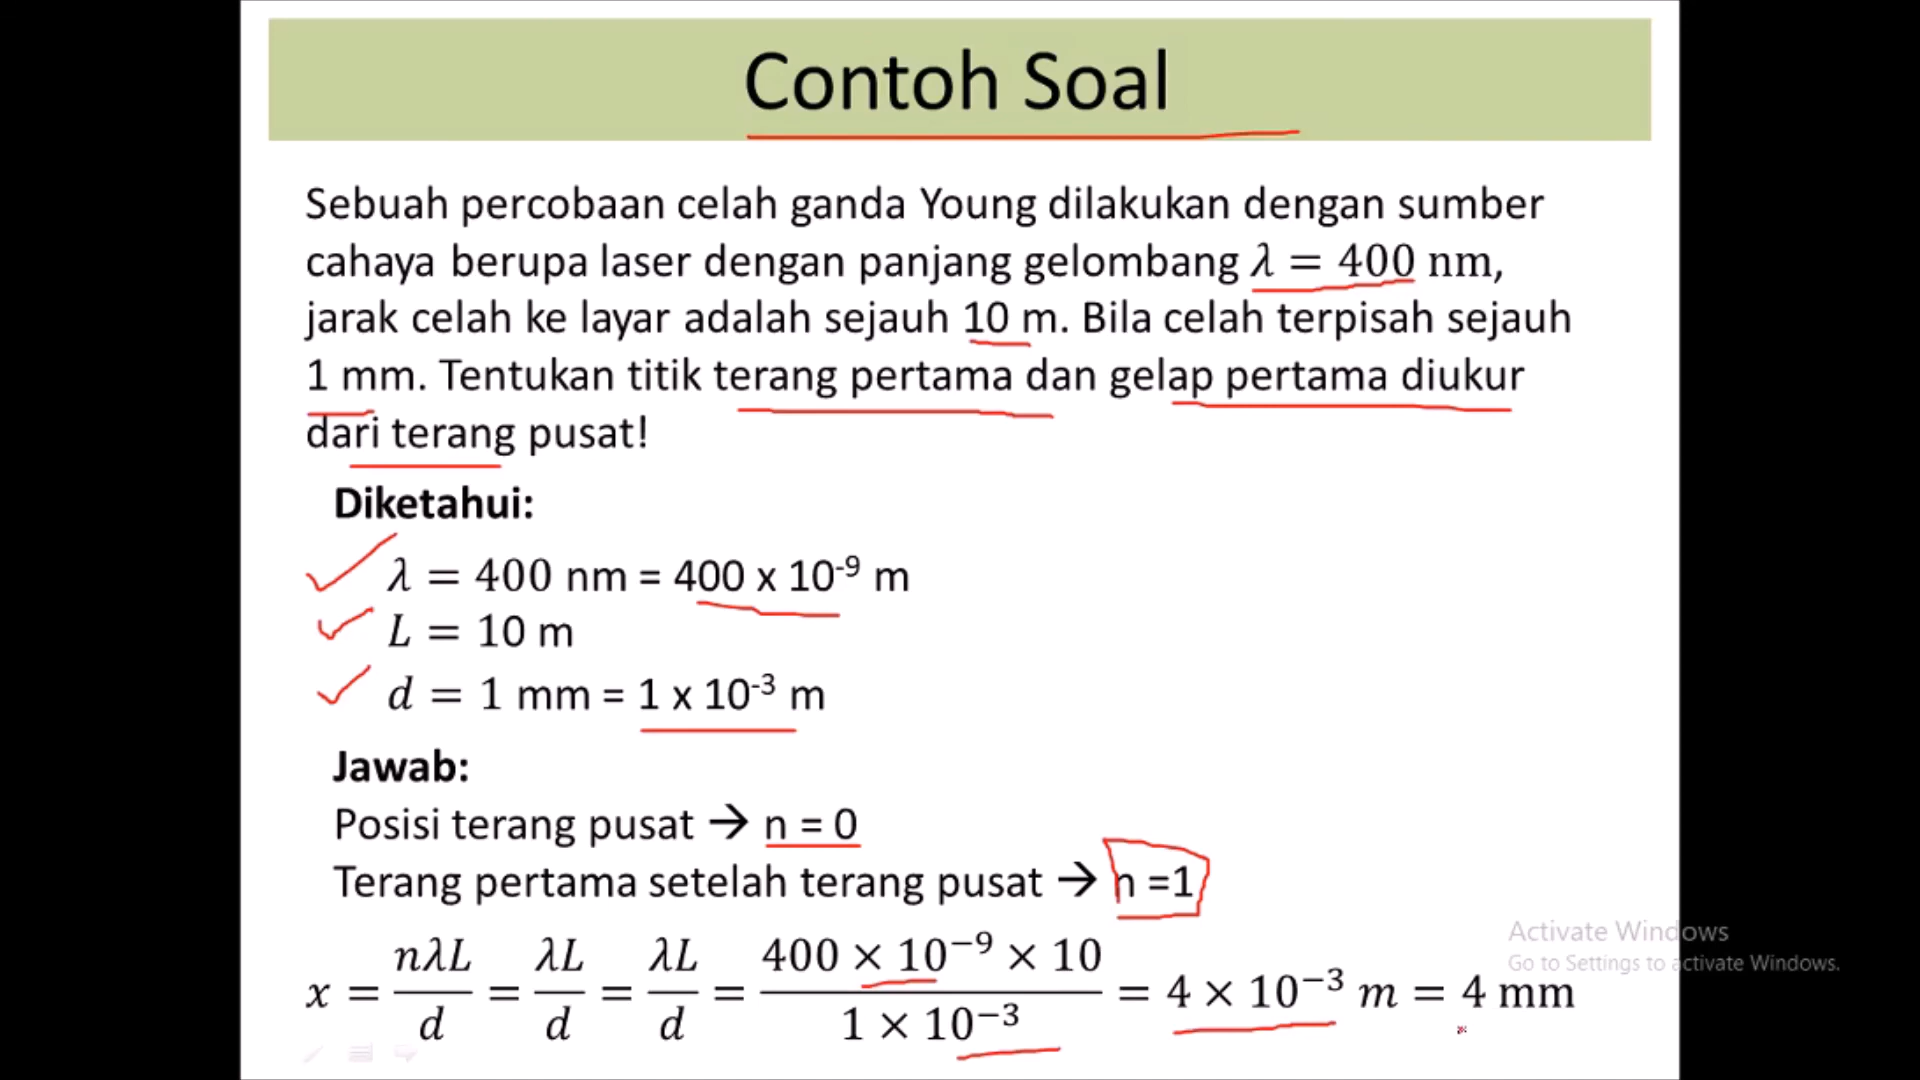 Contoh Soal
Sebuah percobaan celah ganda Young dilakukan dengan sumber
cahaya berupa laser dengan panjang gelombang λ = 400 nm,
jarak celah ke layar adalah sejauh 10 m. Bila celah terpisah sejauh
1 mm. Tentukan titik terang pertama dan gelap pertama diukur
dari terang pusat!
Diketahui:
λ = 400 nm = 400 x 10⁻⁹ m
L = 10 m
d = 1 mm = 1 x 10⁻³ m
Jawab:
Posisi terang pusat → n = 0
Terang pertama setelah terang pusat → n =1
x = nλL/d = λL/d = λL/d = (400 × 10⁻⁹ × 10)/(1 × 10⁻³) = 4 × 10⁻³ m = 4 mm
Activate Windows
Go to Settings to activate Windows.